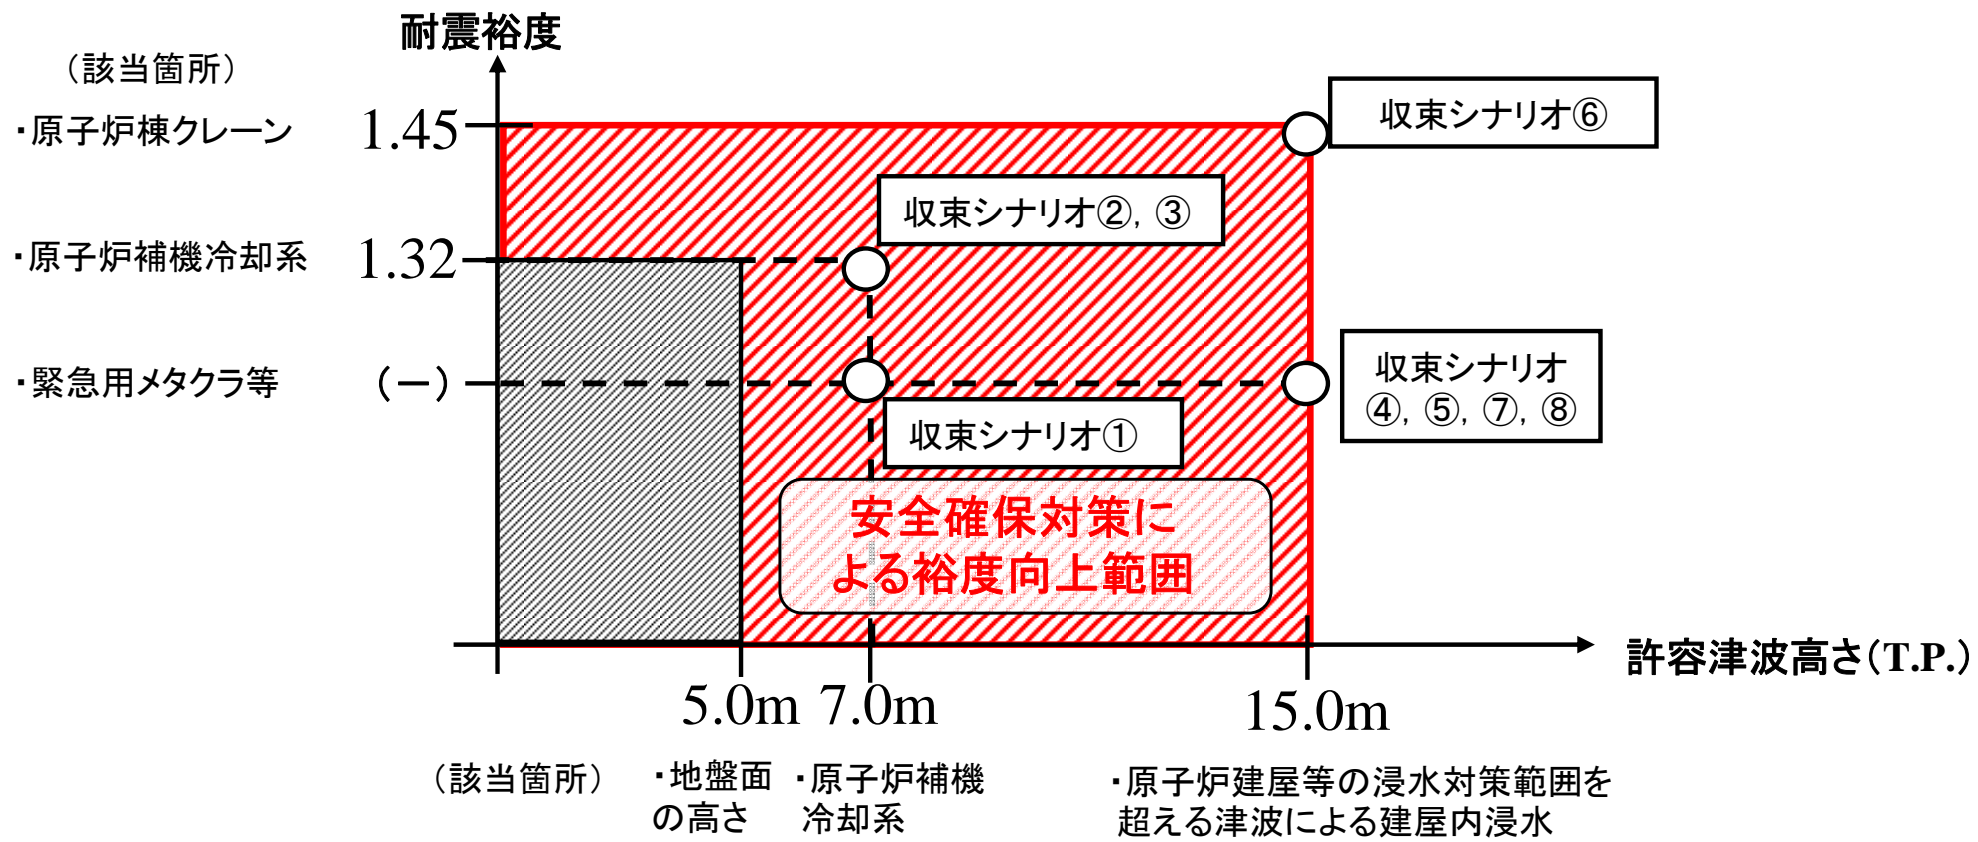 耐震裕度
（該当箇所）
・原子炉棟クレーン
1.45
収束シナリオ⑥
収束シナリオ②，③
・原子炉補機冷却系
1.32
・緊急用メタクラ等
（－）
収束シナリオ
④，⑤，⑦，⑧
収束シナリオ①
安全確保対策に
よる裕度向上範囲
許容津波高さ（T.P.）
5.0m
7.0m
15.0m
（該当箇所）
・地盤面
の高さ
・原子炉補機
冷却系
・原子炉建屋等の浸水対策範囲を
超える津波による建屋内浸水